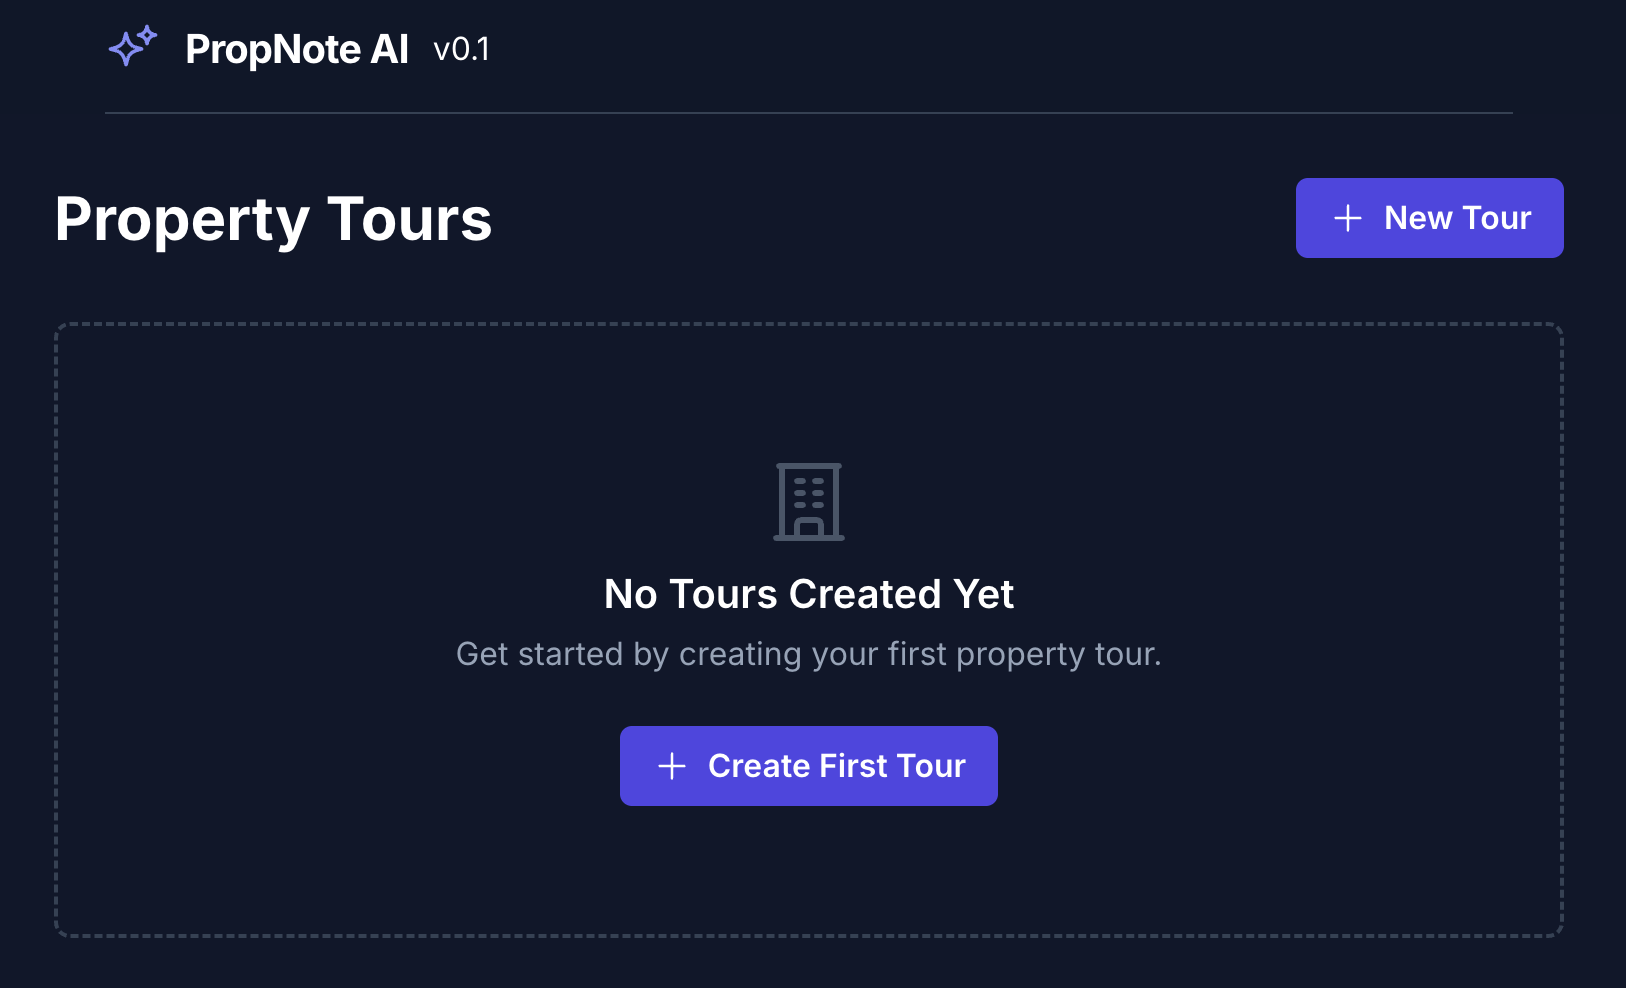 PropNote AI v0.1
Property Tours
New Tour
No Tours Created Yet
Get started by creating your first property tour.
Create First Tour